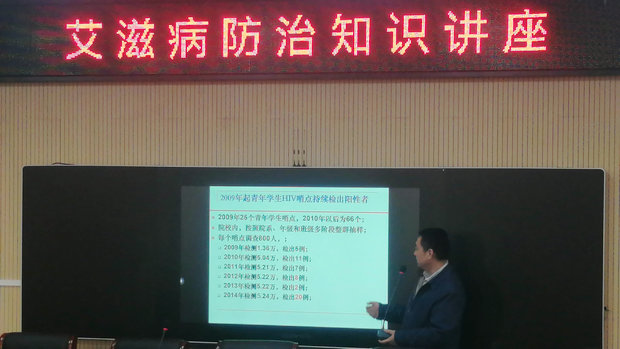 艾滋病防治知识讲座
2009年起青年学生HIV哨点持续检出阳性者
2009年25个青年学生哨点，2010年以后为66个；
院校内，按照院系、年级和班级多阶段整群抽样；
每个哨点调查800人，；
2009年检测1.36万，检出5例；
2010年检测5.04万，检出11例；
2011年检测5.21万，检出7例；
2012年检测5.22万，检出8例；
2013年检测5.22万，检出2例；
2014年检测5.24万，检出20例；